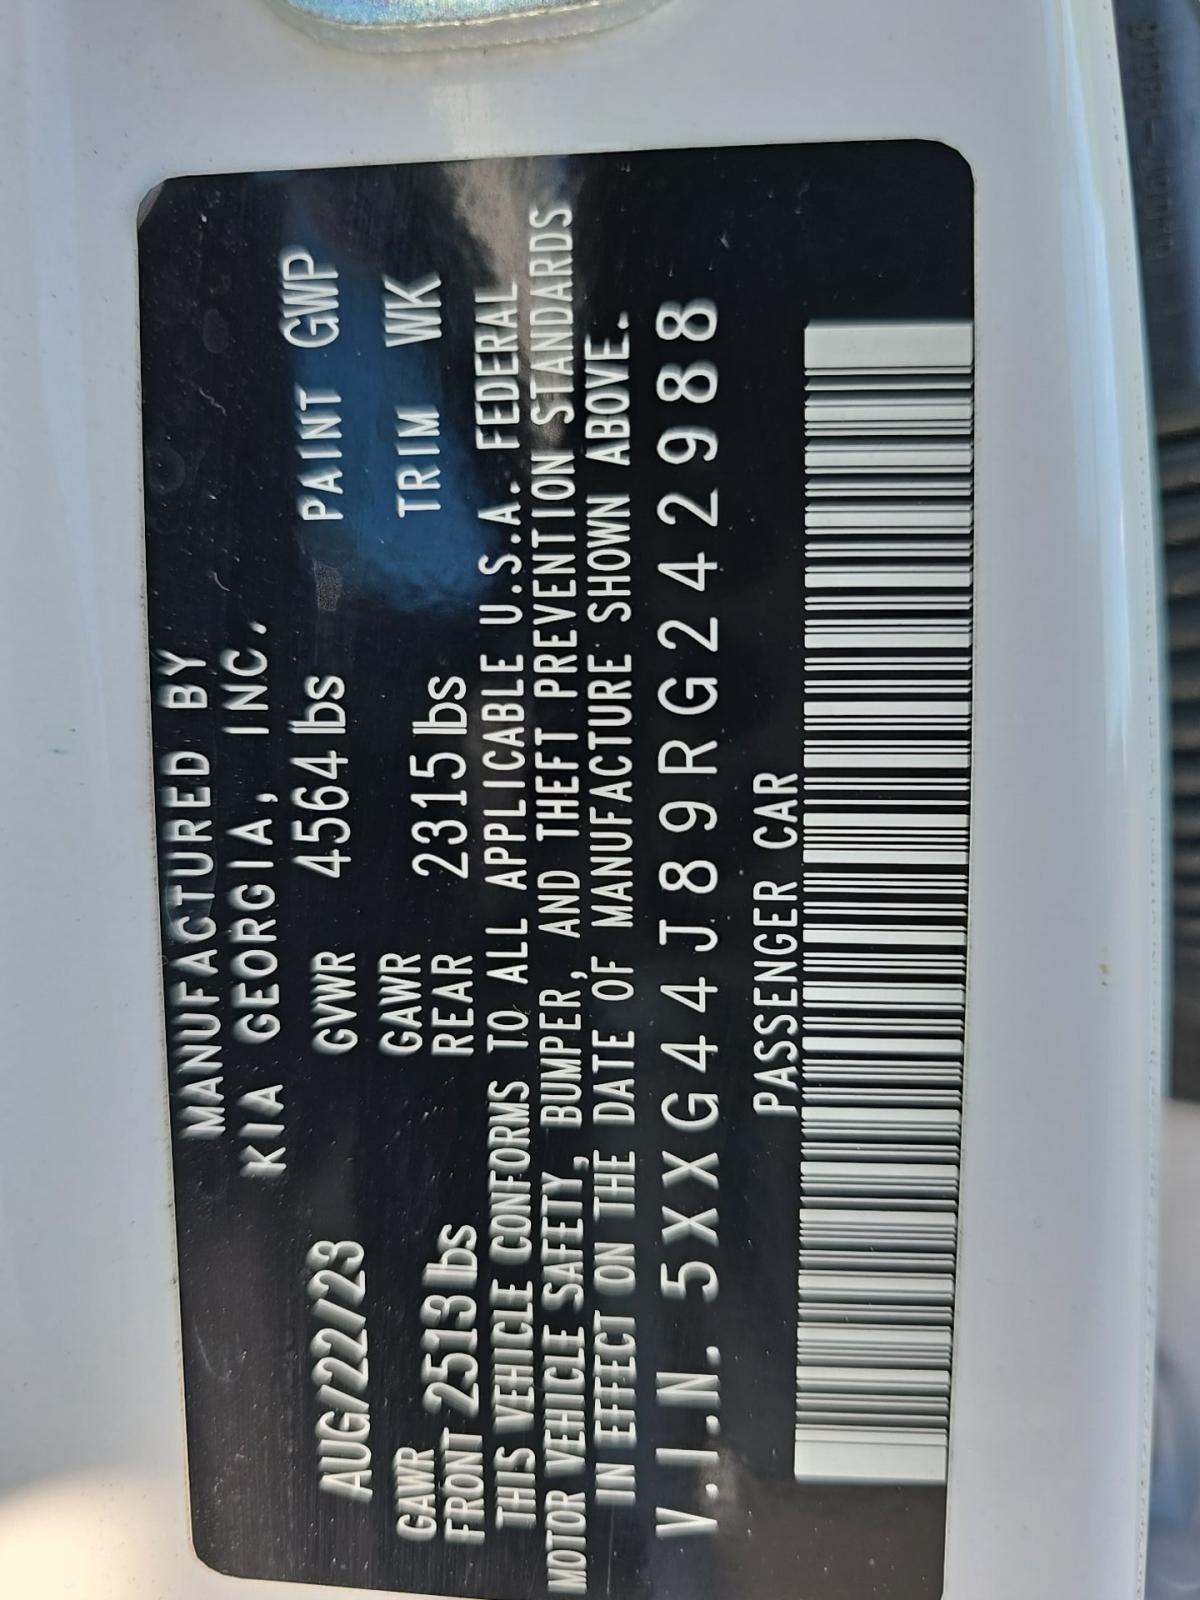 MANUFACTURED BY
KIA GEORGIA, INC.
AUG/22/23 GVWR 4564 lbs PAINT GWP
GAWR FRONT 2513 lbs GAWR REAR 2315 lbs TRIM WK
THIS VEHICLE CONFORMS TO ALL APPLICABLE U.S.A. FEDERAL
MOTOR VEHICLE SAFETY, BUMPER, AND THEFT PREVENTION STANDARDS
IN EFFECT ON THE DATE OF MANUFACTURE SHOWN ABOVE.
V.I.N. 5XXG44J89RG242988
PASSENGER CAR